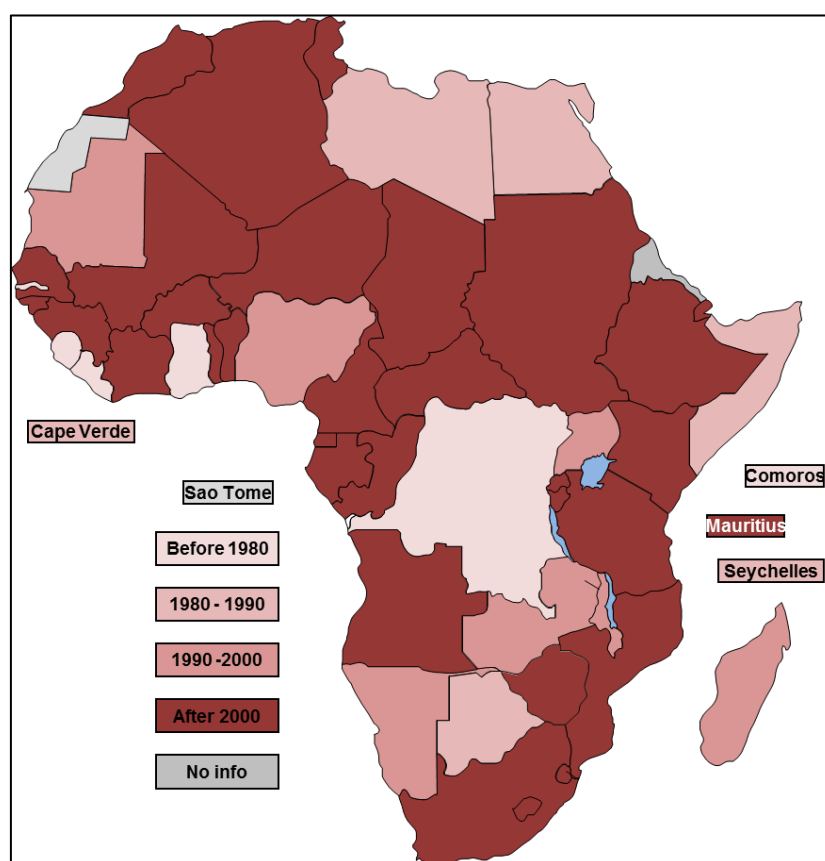 Cape Verde
Comoros
Sao Tome
Mauritius
Before 1980
Seychelles
1980 - 1990
1990 -2000
After 2000
No info